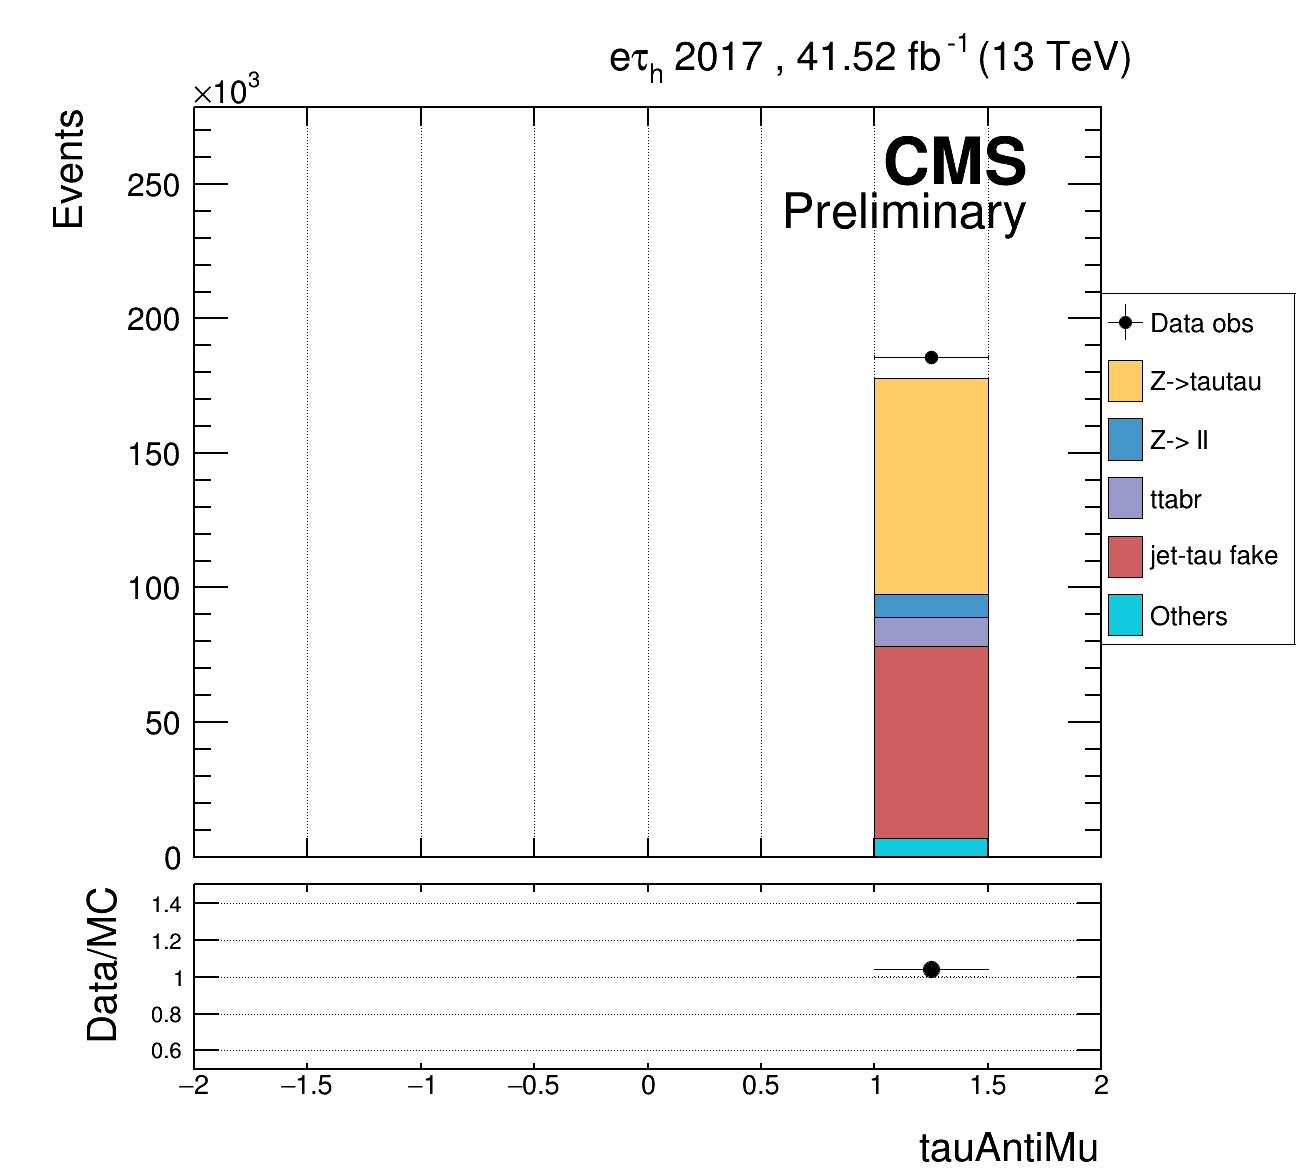 eτh 2017 , 41.52 fb-1 (13 TeV)
×103
Events
CMS
Preliminary
250
200
150
100
50
0
Data obs
Z->tautau
Z-> ll
ttabr
jet-tau fake
Others
Data/MC
1.4
1.2
1
0.8
0.6
−2 −1.5 −1 −0.5 0 0.5 1 1.5 2
tauAntiMu